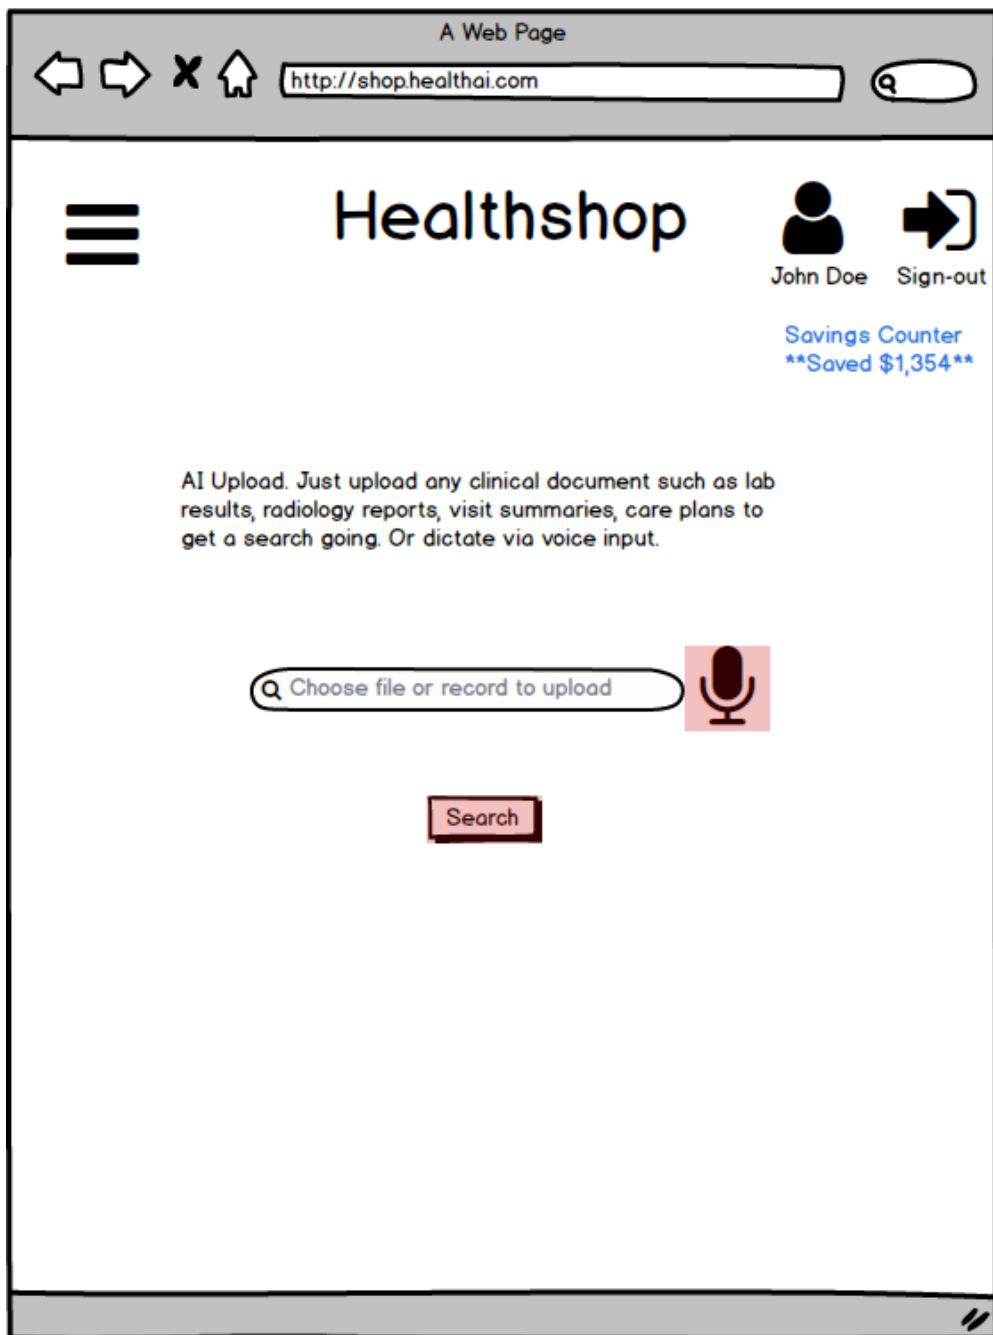 A Web Page
http://shop.healthai.com
Healthshop
John Doe
Sign-out
Savings Counter
**Saved $1,354**
AI Upload. Just upload any clinical document such as lab
results, radiology reports, visit summaries, care plans to
get a search going. Or dictate via voice input.
Choose file or record to upload
Search